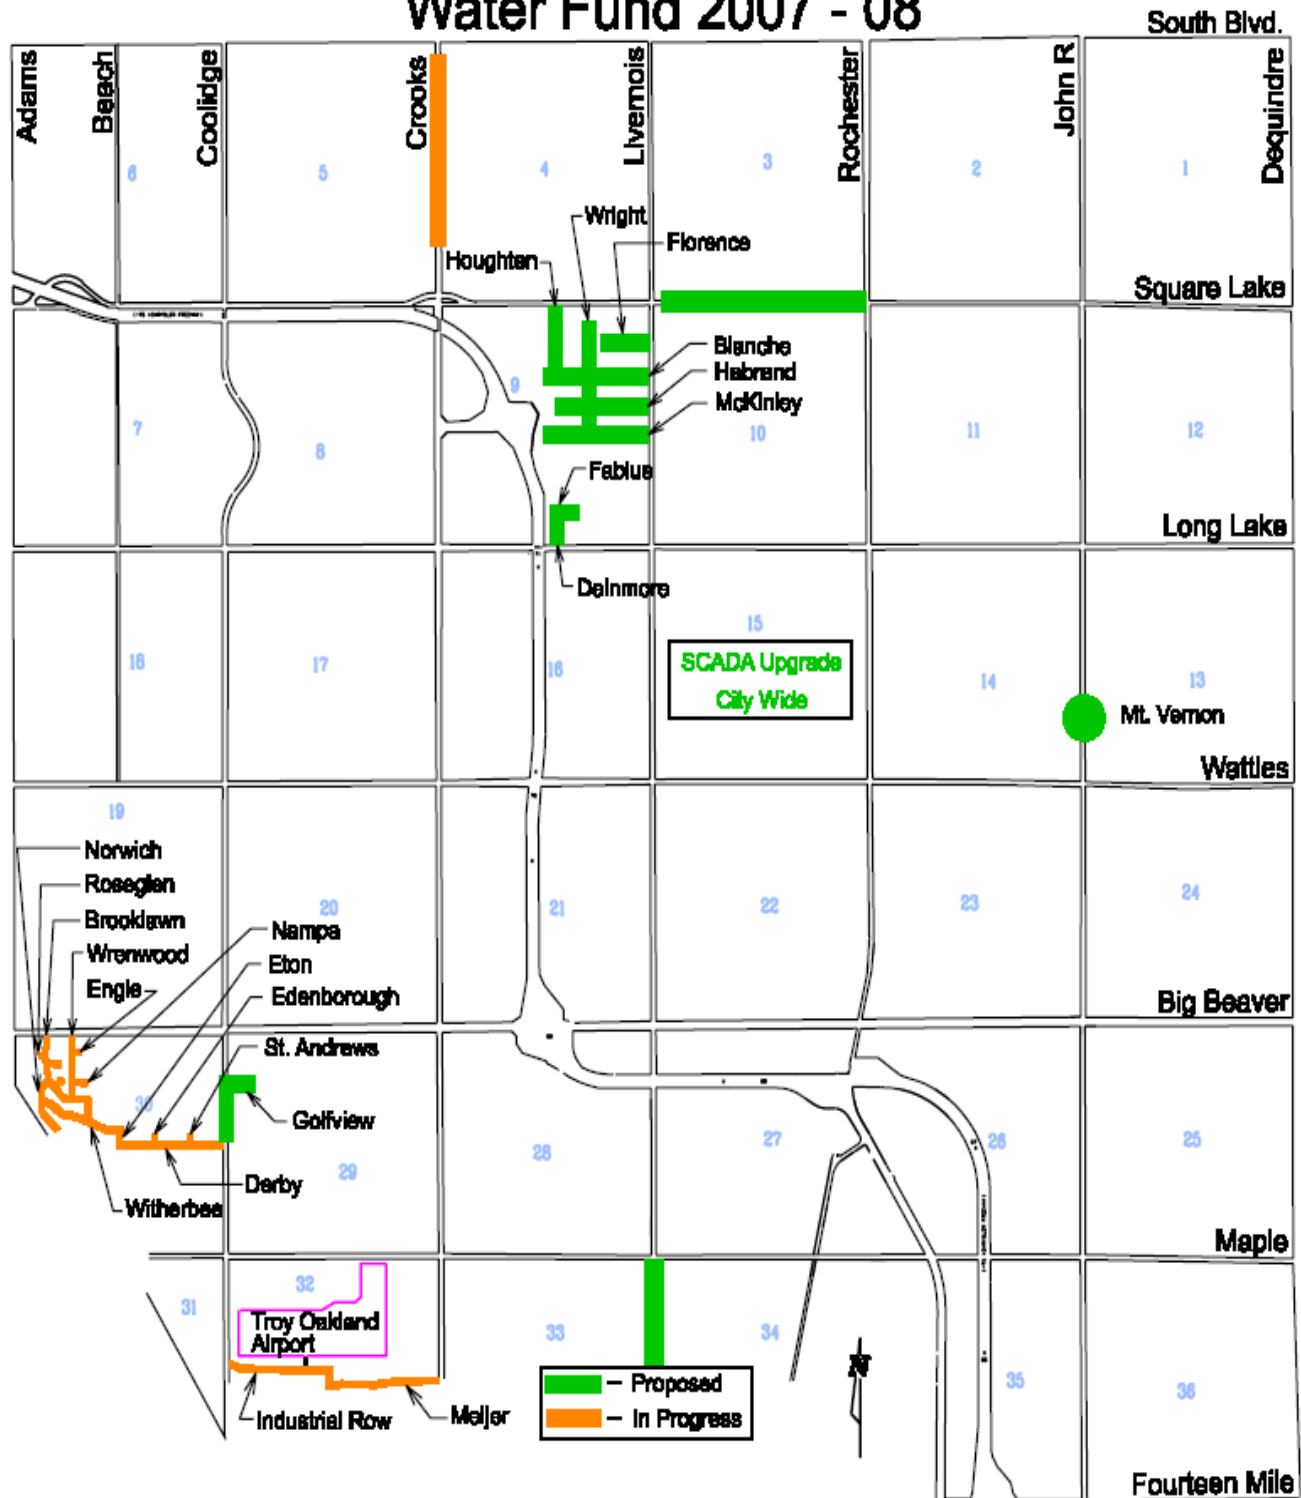 Water Fund 2007 - 08
South Blvd.
Adams
Beach
Coolidge
Crooks
Livernois
Rochester
John R
Dequindre
6
5
4
3
2
1
Wright
Florence
Houghten
Square Lake
Blanche
Habrand
McKinley
9
7
8
10
11
12
Fabius
Long Lake
Delnmore
15
18
17
16
SCADA Upgrade
City Wide
14
13
Mt. Vernon
Wattles
19
Norwich
Roseglen
Brooklawn
Wrenwood
Engle
20
21
22
23
24
Nampa
Eton
Edenborough
Big Beaver
St. Andrews
30
Golfview
29
28
27
26
25
Derby
Witherbee
Maple
32
31
Troy Oakland
Airport
33
34
N
35
36
Proposed
In Progress
Industrial Row
Meijer
Fourteen Mile